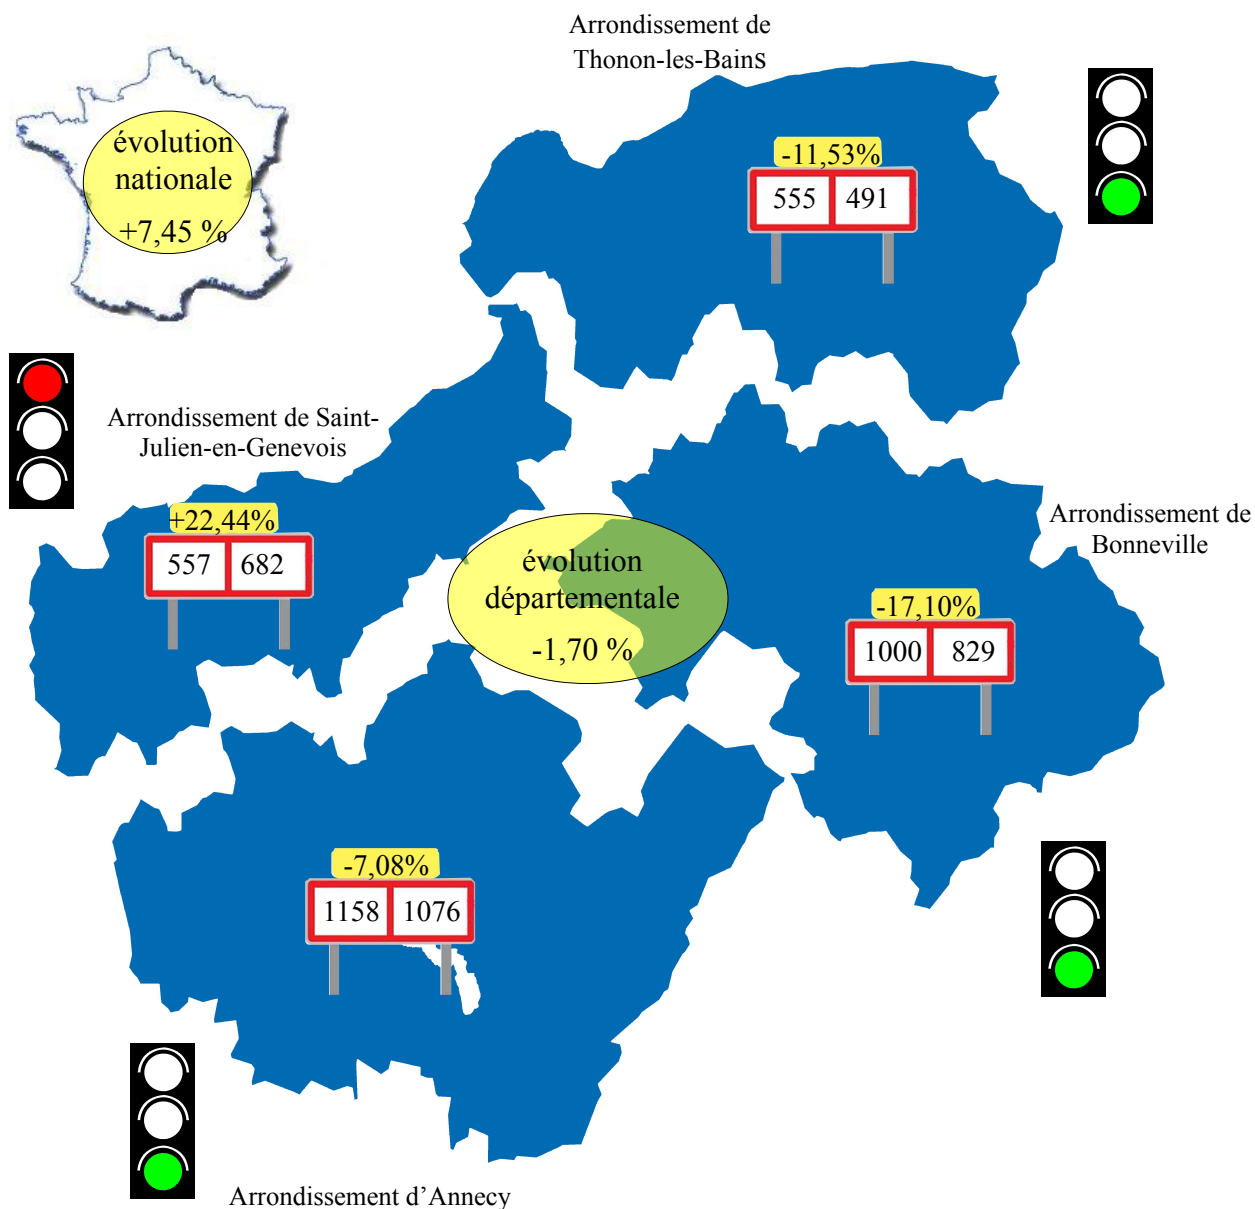 Arrondissement de
Thonon-les-Bains
évolution
nationale
+7,45 %
-11,53%
555 491
Arrondissement de Saint-
Julien-en-Genevois
+22,44%
557 682
évolution
départementale
-1,70 %
Arrondissement de
Bonneville
-17,10%
1000 829
-7,08%
1158 1076
Arrondissement d’Annecy